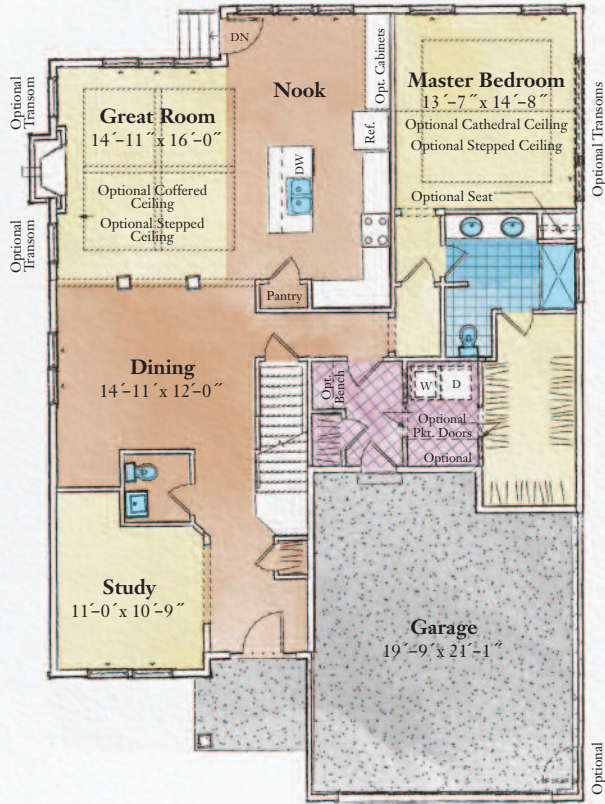 DN
Nook
Opt. Cabinets
Master Bedroom
13´-7˝x 14´-8˝
Optional Cathedral Ceiling
Optional Stepped Ceiling
Optional Transoms
Optional
Transom
Great Room
14´-11˝x 16´-0˝
Optional Coffered
Ceiling
Optional Stepped
Ceiling
Ref.
DW
Optional Seat
Optional
Transom
Pantry
Dining
14´-11´x 12´-0˝
Opt.
Bench
W
D
Optional
Pkt. Doors
Optional
Study
11´-0´x 10´-9˝
Garage
19´-9´x 21´-1˝
Optional